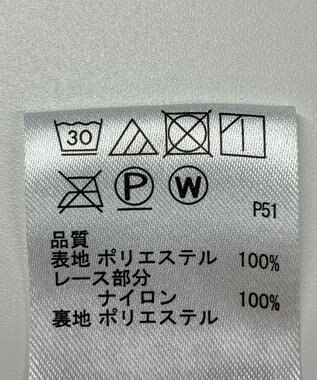 30
P W
P51
品質
表地 ポリエステル 100%
レース部分
ナイロン 100%
裏地 ポリエステル